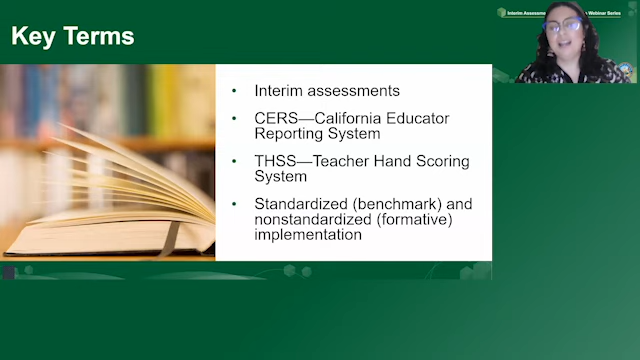 Interim Assessme
Webinar Series
Key Terms
• Interim assessments
• CERS—California Educator
Reporting System
• THSS—Teacher Hand Scoring
System
• Standardized (benchmark) and
nonstandardized (formative)
implementation